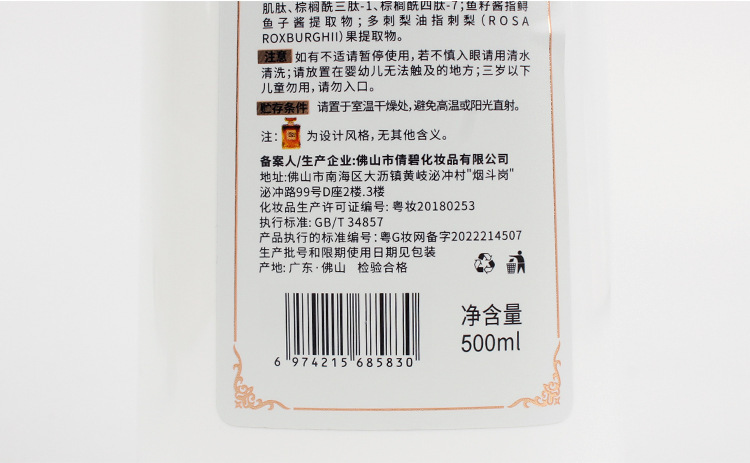 肌肽、棕榈酰三肽-1、棕榈酰四肽-7;鱼籽酱指鲟
鱼子酱提取物;多刺梨油指刺梨(ROSA
ROXBURGHII)果提取物。
注意 如有不适请暂停使用,若不慎入眼请用清水
清洗;请放置在婴幼儿无法触及的地方;三岁以下
儿童勿用,请勿入口。
贮存条件 请置于室温干燥处,避免高温或阳光直射。
注: 为设计风格,无其他含义。
备案人/生产企业:佛山市倩碧化妆品有限公司
地址:佛山市南海区大沥镇黄岐泌冲村"烟斗岗"
泌冲路99号D座2楼.3楼
化妆品生产许可证编号: 粤妆20180253
执行标准: GB/T 34857
产品执行的标准编号: 粤G妆网备字2022214507
生产批号和限期使用日期见包装
产地: 广东·佛山 检验合格
净含量
500ml
6 974215 685830